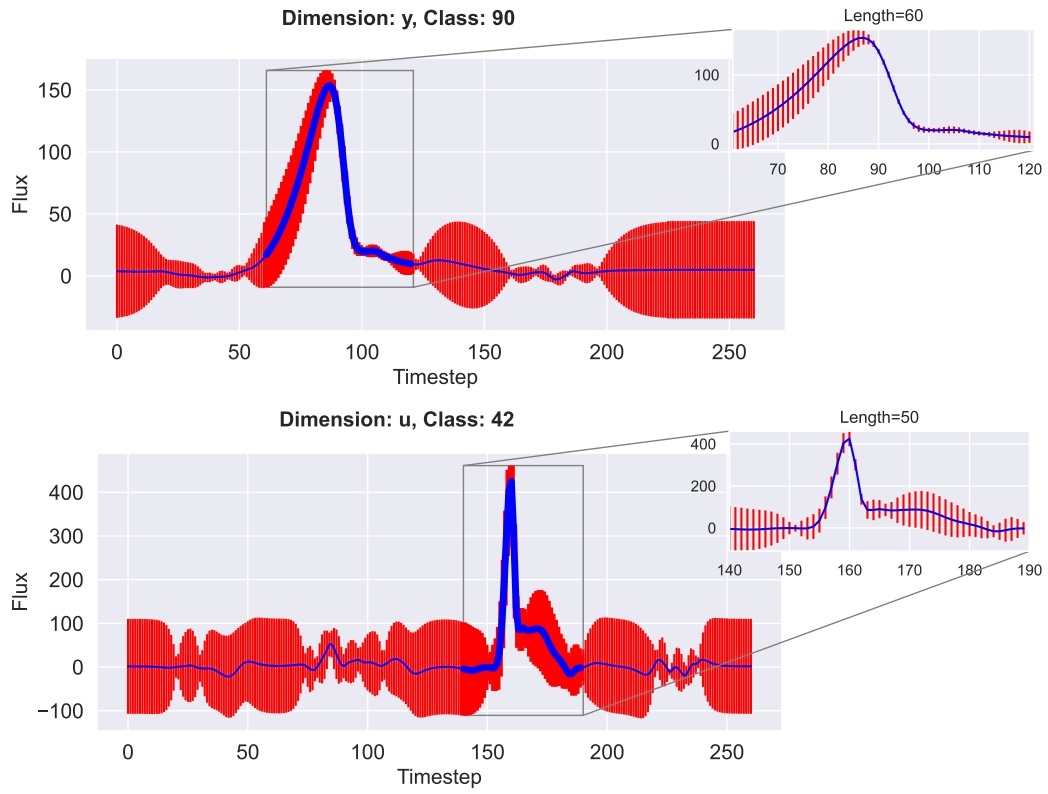 Dimension: y, Class: 90
Length=60
150
100
50
0
Flux
0 50 100 150 200 250
Timestep
100
0
70 80 90 100 110 120
Dimension: u, Class: 42
Length=50
400
300
200
100
0
−100
Flux
0 50 100 150 200 250
Timestep
400
200
0
140 150 160 170 180 190